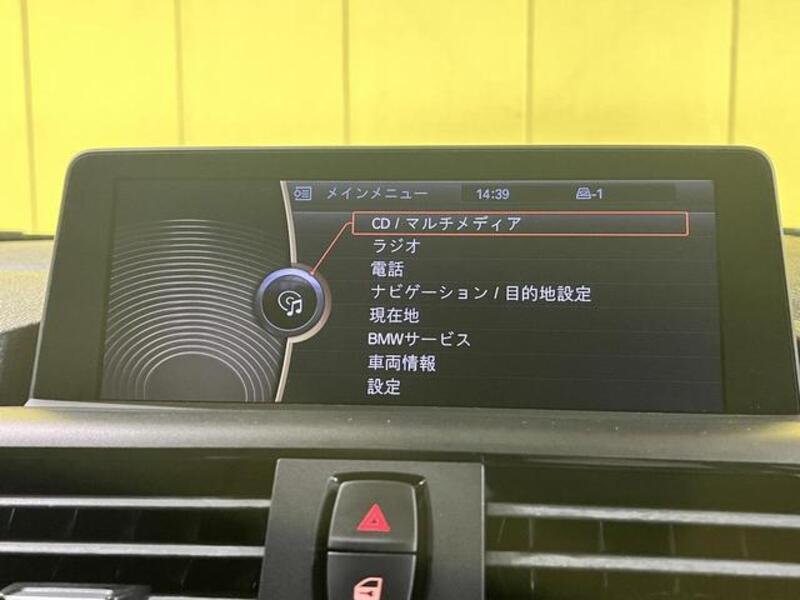 メインメニュー 14:39 -1
CD / マルチメディア
ラジオ
電話
ナビゲーション / 目的地設定
現在地
BMWサービス
車両情報
設定